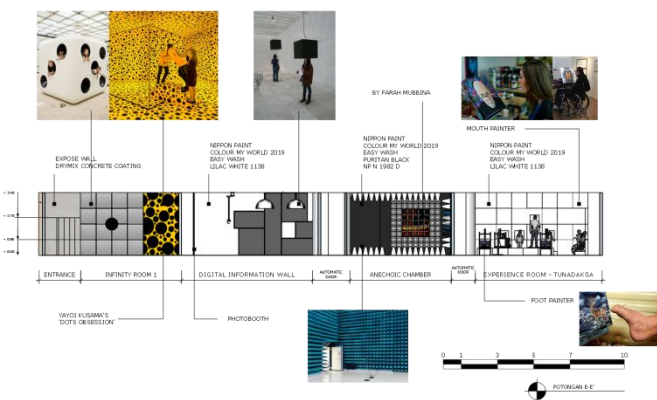 BY FARAH MUBBINA
MOUTH PAINTER
EXPOSE WALL
DRYMIX CONCRETE COATING
NIPPON PAINT
COLOUR MY WORLD 2019
EASY WASH
LILAC WHITE 1138
NIPPON PAINT
COLOUR MY WORLD 2019
EASY WASH
PURITAN BLACK
NP N 1982 D
NIPPON PAINT
COLOUR MY WORLD 2019
EASY WASH
LILAC WHITE 1138
ENTRANCE
INFINITY ROOM 1
DIGITAL INFORMATION WALL
AUTOMATIC
DOOR
ANECHOIC CHAMBER
AUTOMATIC
DOOR
EXPERIENCE ROOM - TUNADAKSA
YAYOI KUSAMA'S
'DOTS OBSESSION'
PHOTOBOOTH
FOOT PAINTER
0 1 3 5 7 10
POTONGAN E-E'